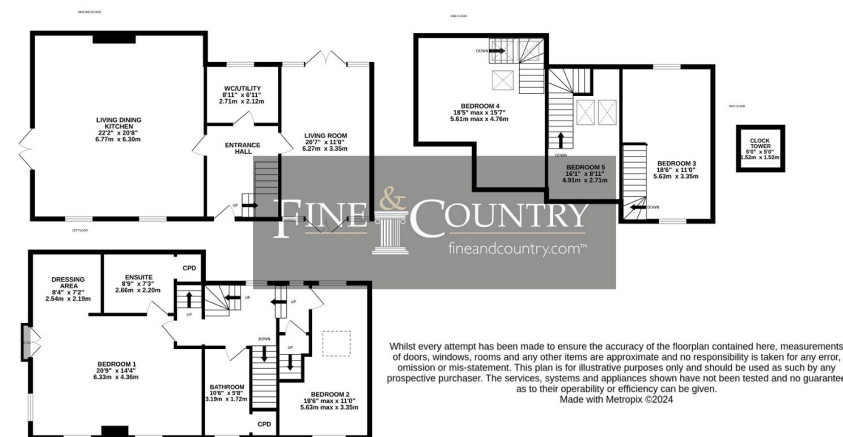 GROUND FLOOR
LIVING DINING
KITCHEN
22'2" x 20'8"
6.77m x 6.30m
WC/UTILITY
8'11" x 6'11"
2.71m x 2.12m
ENTRANCE
HALL
UP
LIVING ROOM
20'7" x 11'0"
6.27m x 3.35m
2ND FLOOR
DOWN
BEDROOM 4
18'5" max x 15'7"
5.61m max x 4.76m
DOWN
BEDROOM 5
16'1" x 8'11"
4.91m x 2.71m
BEDROOM 3
18'6" x 11'0"
5.63m x 3.35m
DOWN
CLOCK
TOWER
5'0" x 5'0"
1.52m x 1.52m
FINE & COUNTRY
fineandcountry.com™
1ST FLOOR
DRESSING
AREA
8'4" x 7'2"
2.54m x 2.19m
ENSUITE
8'9" x 7'3"
2.66m x 2.20m
CPD
UP
UP
UP
BEDROOM 1
20'9" x 14'4"
6.33m x 4.36m
DOWN
UP
BATHROOM
10'6" x 5'8"
3.19m x 1.72m
CPD
BEDROOM 2
18'6" max x 11'0"
5.63m max x 3.35m
Whilst every attempt has been made to ensure the accuracy of the floorplan contained here, measurements
of doors, windows, rooms and any other items are approximate and no responsibility is taken for any error,
omission or mis-statement. This plan is for illustrative purposes only and should be used as such by any
prospective purchaser. The services, systems and appliances shown have not been tested and no guarantee
as to their operability or efficiency can be given.
Made with Metropix ©2024